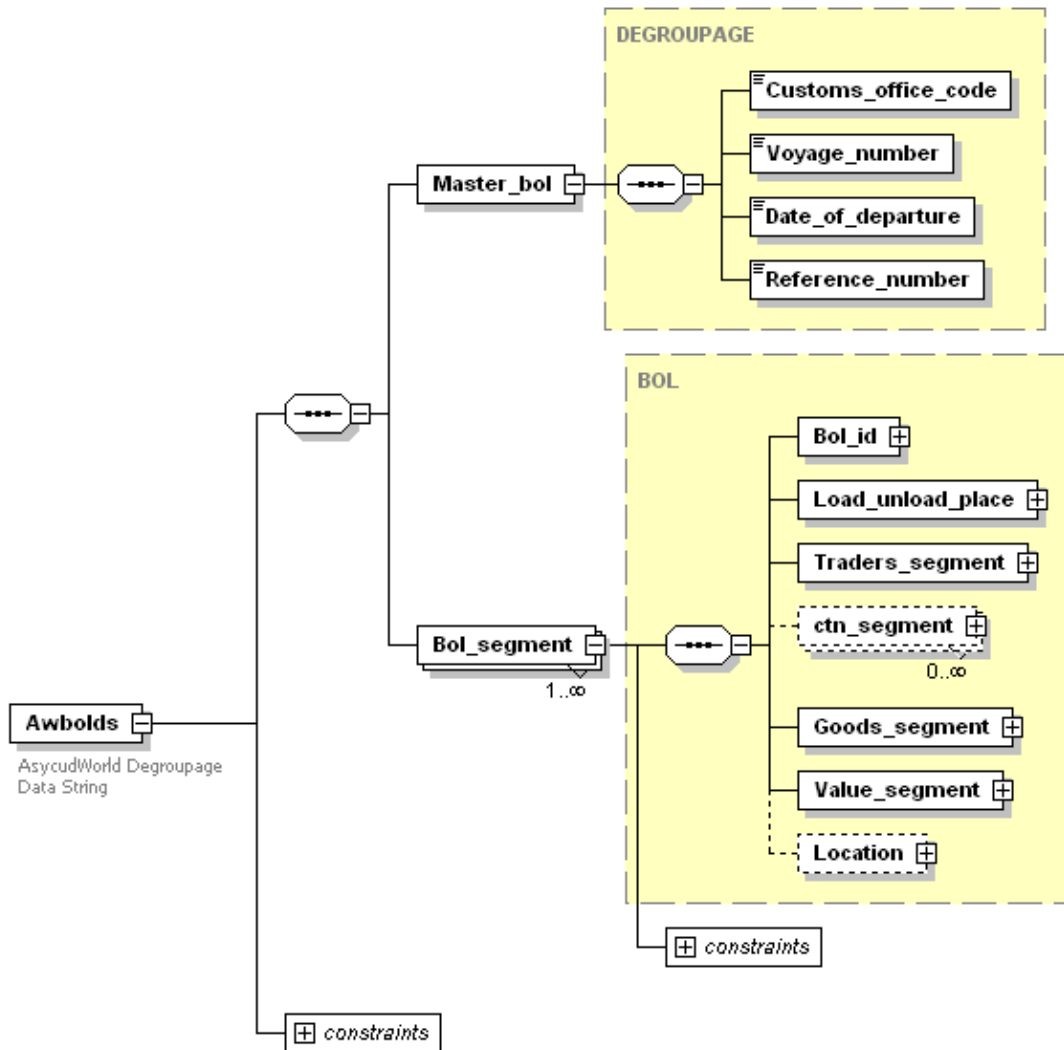 DEGROUPAGE
Customs_office_code
Voyage_number
Master_bol
Date_of_departure
Reference_number
BOL
Bol_id
Load_unload_place
Traders_segment
ctn_segment
0..∞
Bol_segment
1..∞
Goods_segment
Value_segment
Location
Awbolds
AsycudWorld Degroupage
Data String
constraints
constraints